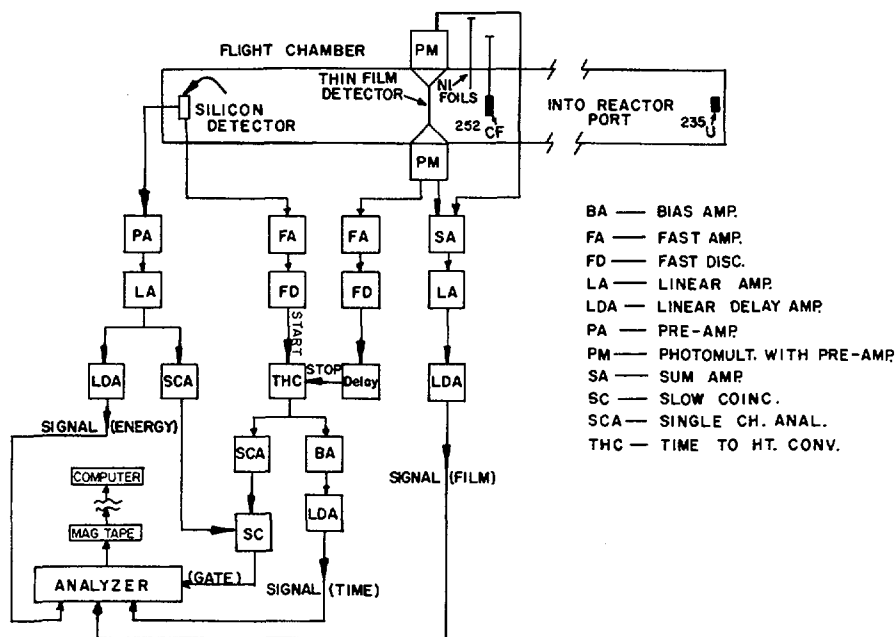 FLIGHT CHAMBER
PM
THIN FILM
DETECTOR
NI
FOILS
SILICON
DETECTOR
252 CF
INTO REACTOR
PORT
235 U
PM
PA
FA
FA
SA
LA
FD
FD
LA
START
LDA
SCA
THC
STOP
Delay
LDA
SIGNAL (ENERGY)
SCA
BA
SIGNAL (FILM)
COMPUTER
MAG TAPE
SC
LDA
ANALYZER
(GATE)
SIGNAL (TIME)
BA — BIAS AMP.
FA — FAST AMP.
FD — FAST DISC.
LA — LINEAR AMP.
LDA — LINEAR DELAY AMP.
PA — PRE-AMP.
PM — PHOTOMULT. WITH PRE-AMP.
SA — SUM AMP.
SC — SLOW COINC.
SCA — SINGLE CH. ANAL.
THC — TIME TO HT. CONV.